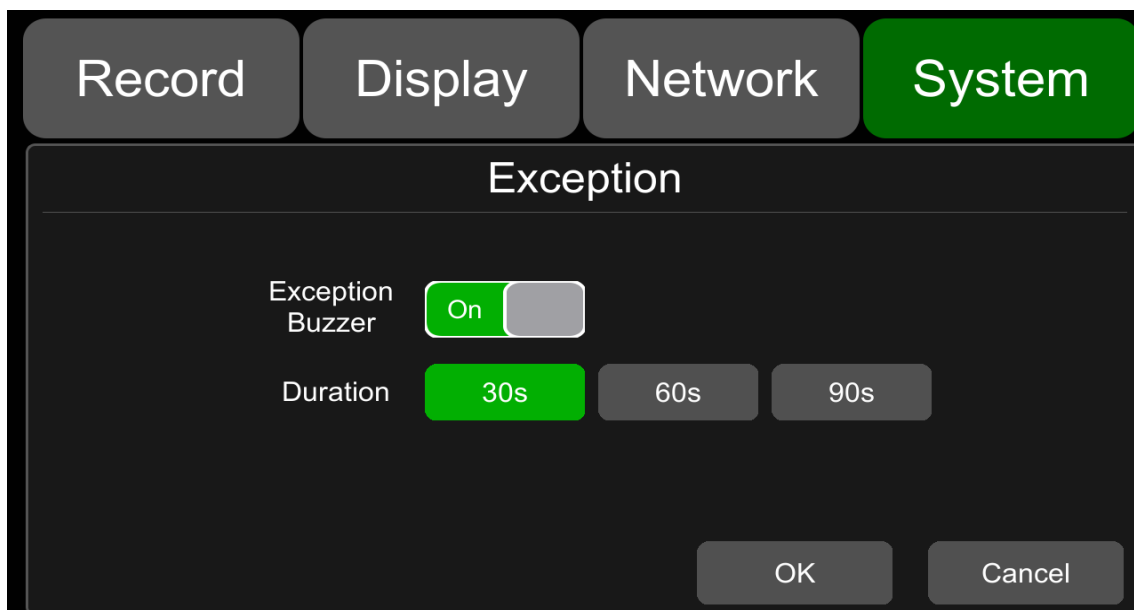 Record Display Network System
Exception
Exception
Buzzer
On
Duration 30s 60s 90s
OK Cancel